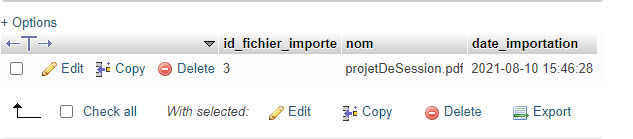 + Options
id_fichier_importe nom date_importation
Edit Copy Delete 3 projetDeSession.pdf 2021-08-10 15:46:28
Check all With selected: Edit Copy Delete Export